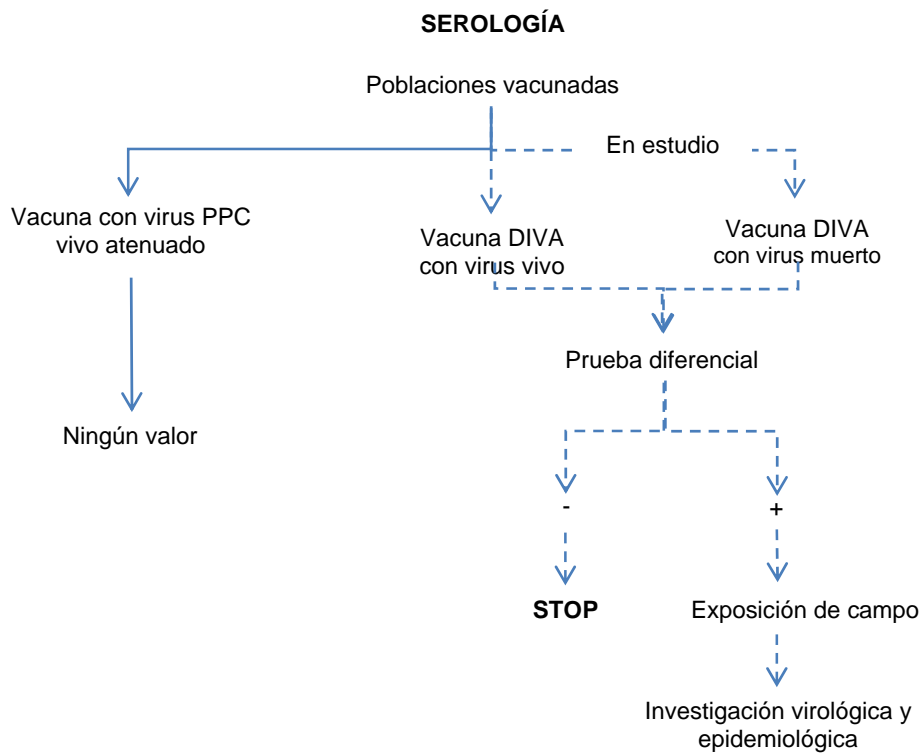 SEROLOGÍA
Poblaciones vacunadas
En estudio
Vacuna con virus PPC
vivo atenuado
Vacuna DIVA
con virus vivo
Vacuna DIVA
con virus muerto
Prueba diferencial
Ningún valor
-
+
STOP
Exposición de campo
Investigación virológica y
epidemiológica